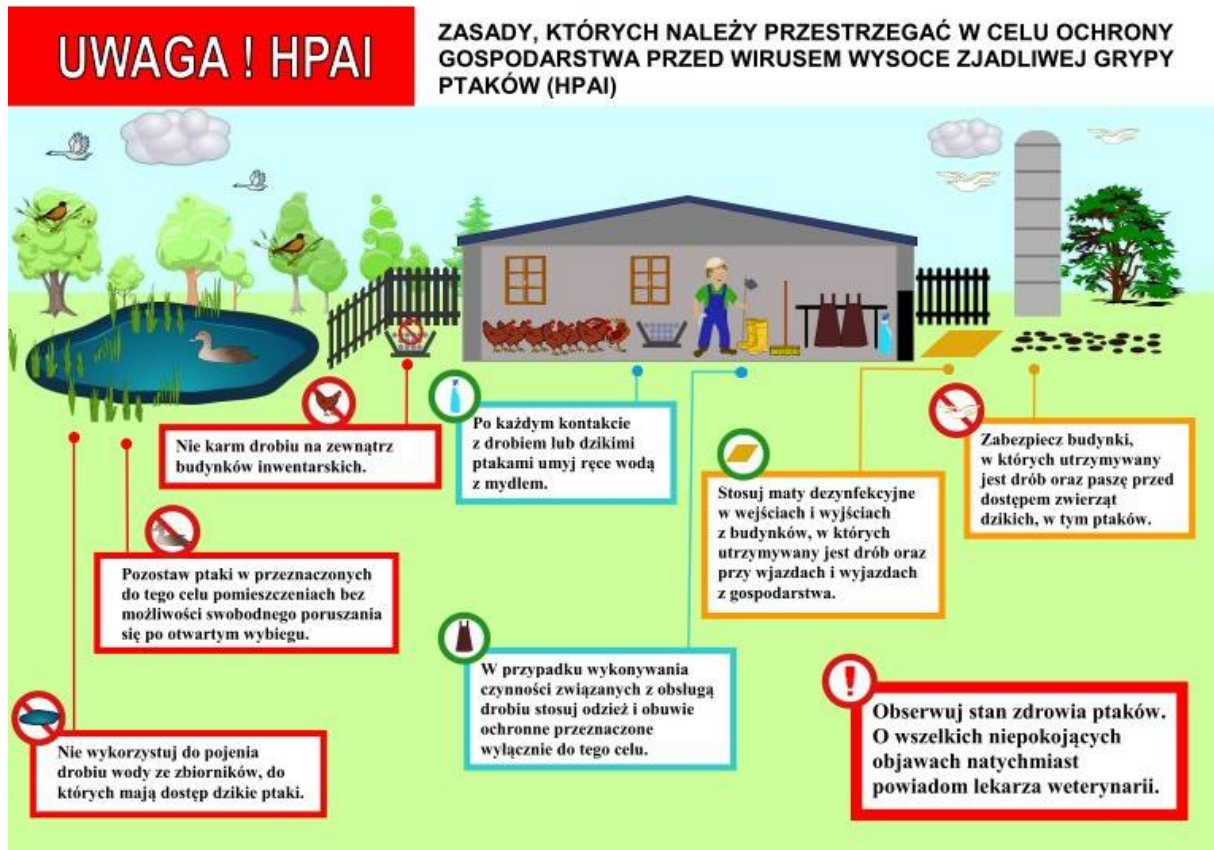 UWAGA ! HPAI
ZASADY, KTÓRYCH NALEŻY PRZESTRZEGAĆ W CELU OCHRONY
GOSPODARSTWA PRZED WIRUSEM WYSOCE ZJADLIWEJ GRYPY
PTAKÓW (HPAI)
Nie karm drobiu na zewnątrz
budynków inwentarskich.
Po każdym kontakcie
z drobiem lub dzikimi
ptakami umyj ręce wodą
z mydłem.
Zabezpiecz budynki,
w których utrzymywany
jest drób oraz paszę przed
dostępem zwierząt
dzikich, w tym ptaków.
Stosuj maty dezynfekcyjne
w wejściach i wyjściach
z budynków, w których
utrzymywany jest drób oraz
przy wjazdach i wyjazdach
z gospodarstwa.
Pozostaw ptaki w przeznaczonych
do tego celu pomieszczeniach bez
możliwości swobodnego poruszania
się po otwartym wybiegu.
W przypadku wykonywania
czynności związanych z obsługą
drobiu stosuj odzież i obuwie
ochronne przeznaczone
wyłącznie do tego celu.
Nie wykorzystuj do pojenia
drobiu wody ze zbiorników, do
których mają dostęp dzikie ptaki.
Obserwuj stan zdrowia ptaków.
O wszelkich niepokojących
objawach natychmiast
powiadom lekarza weterynarii.